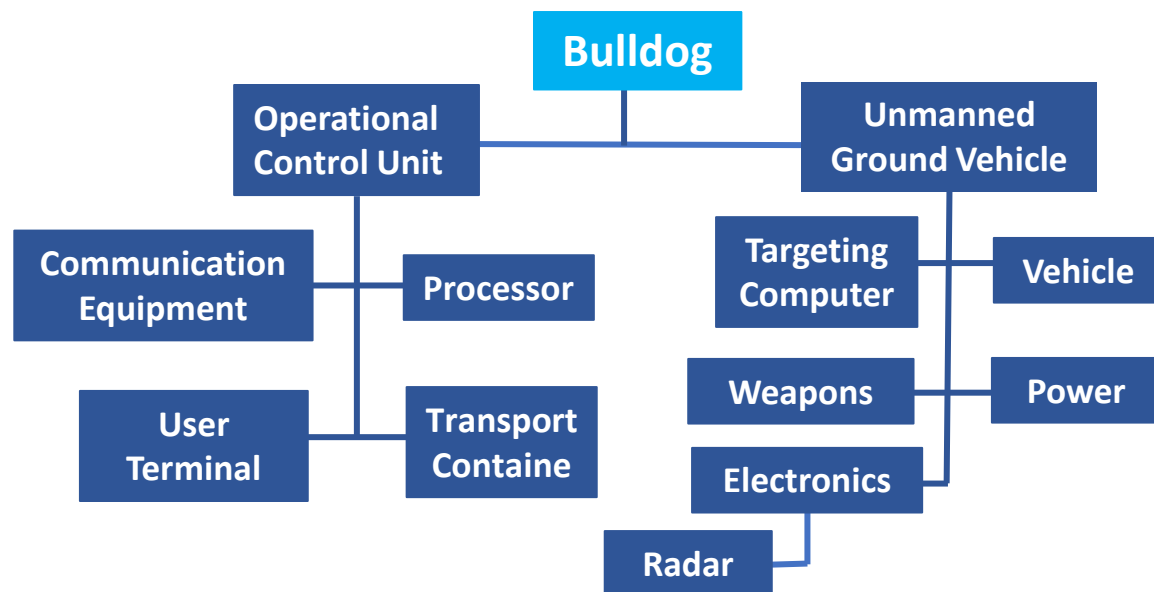 Bulldog
Operational
Control Unit
Unmanned
Ground Vehicle
Communication
Equipment
Processor
Targeting
Computer
Vehicle
User
Terminal
Transport
Containe
Weapons
Power
Electronics
Radar